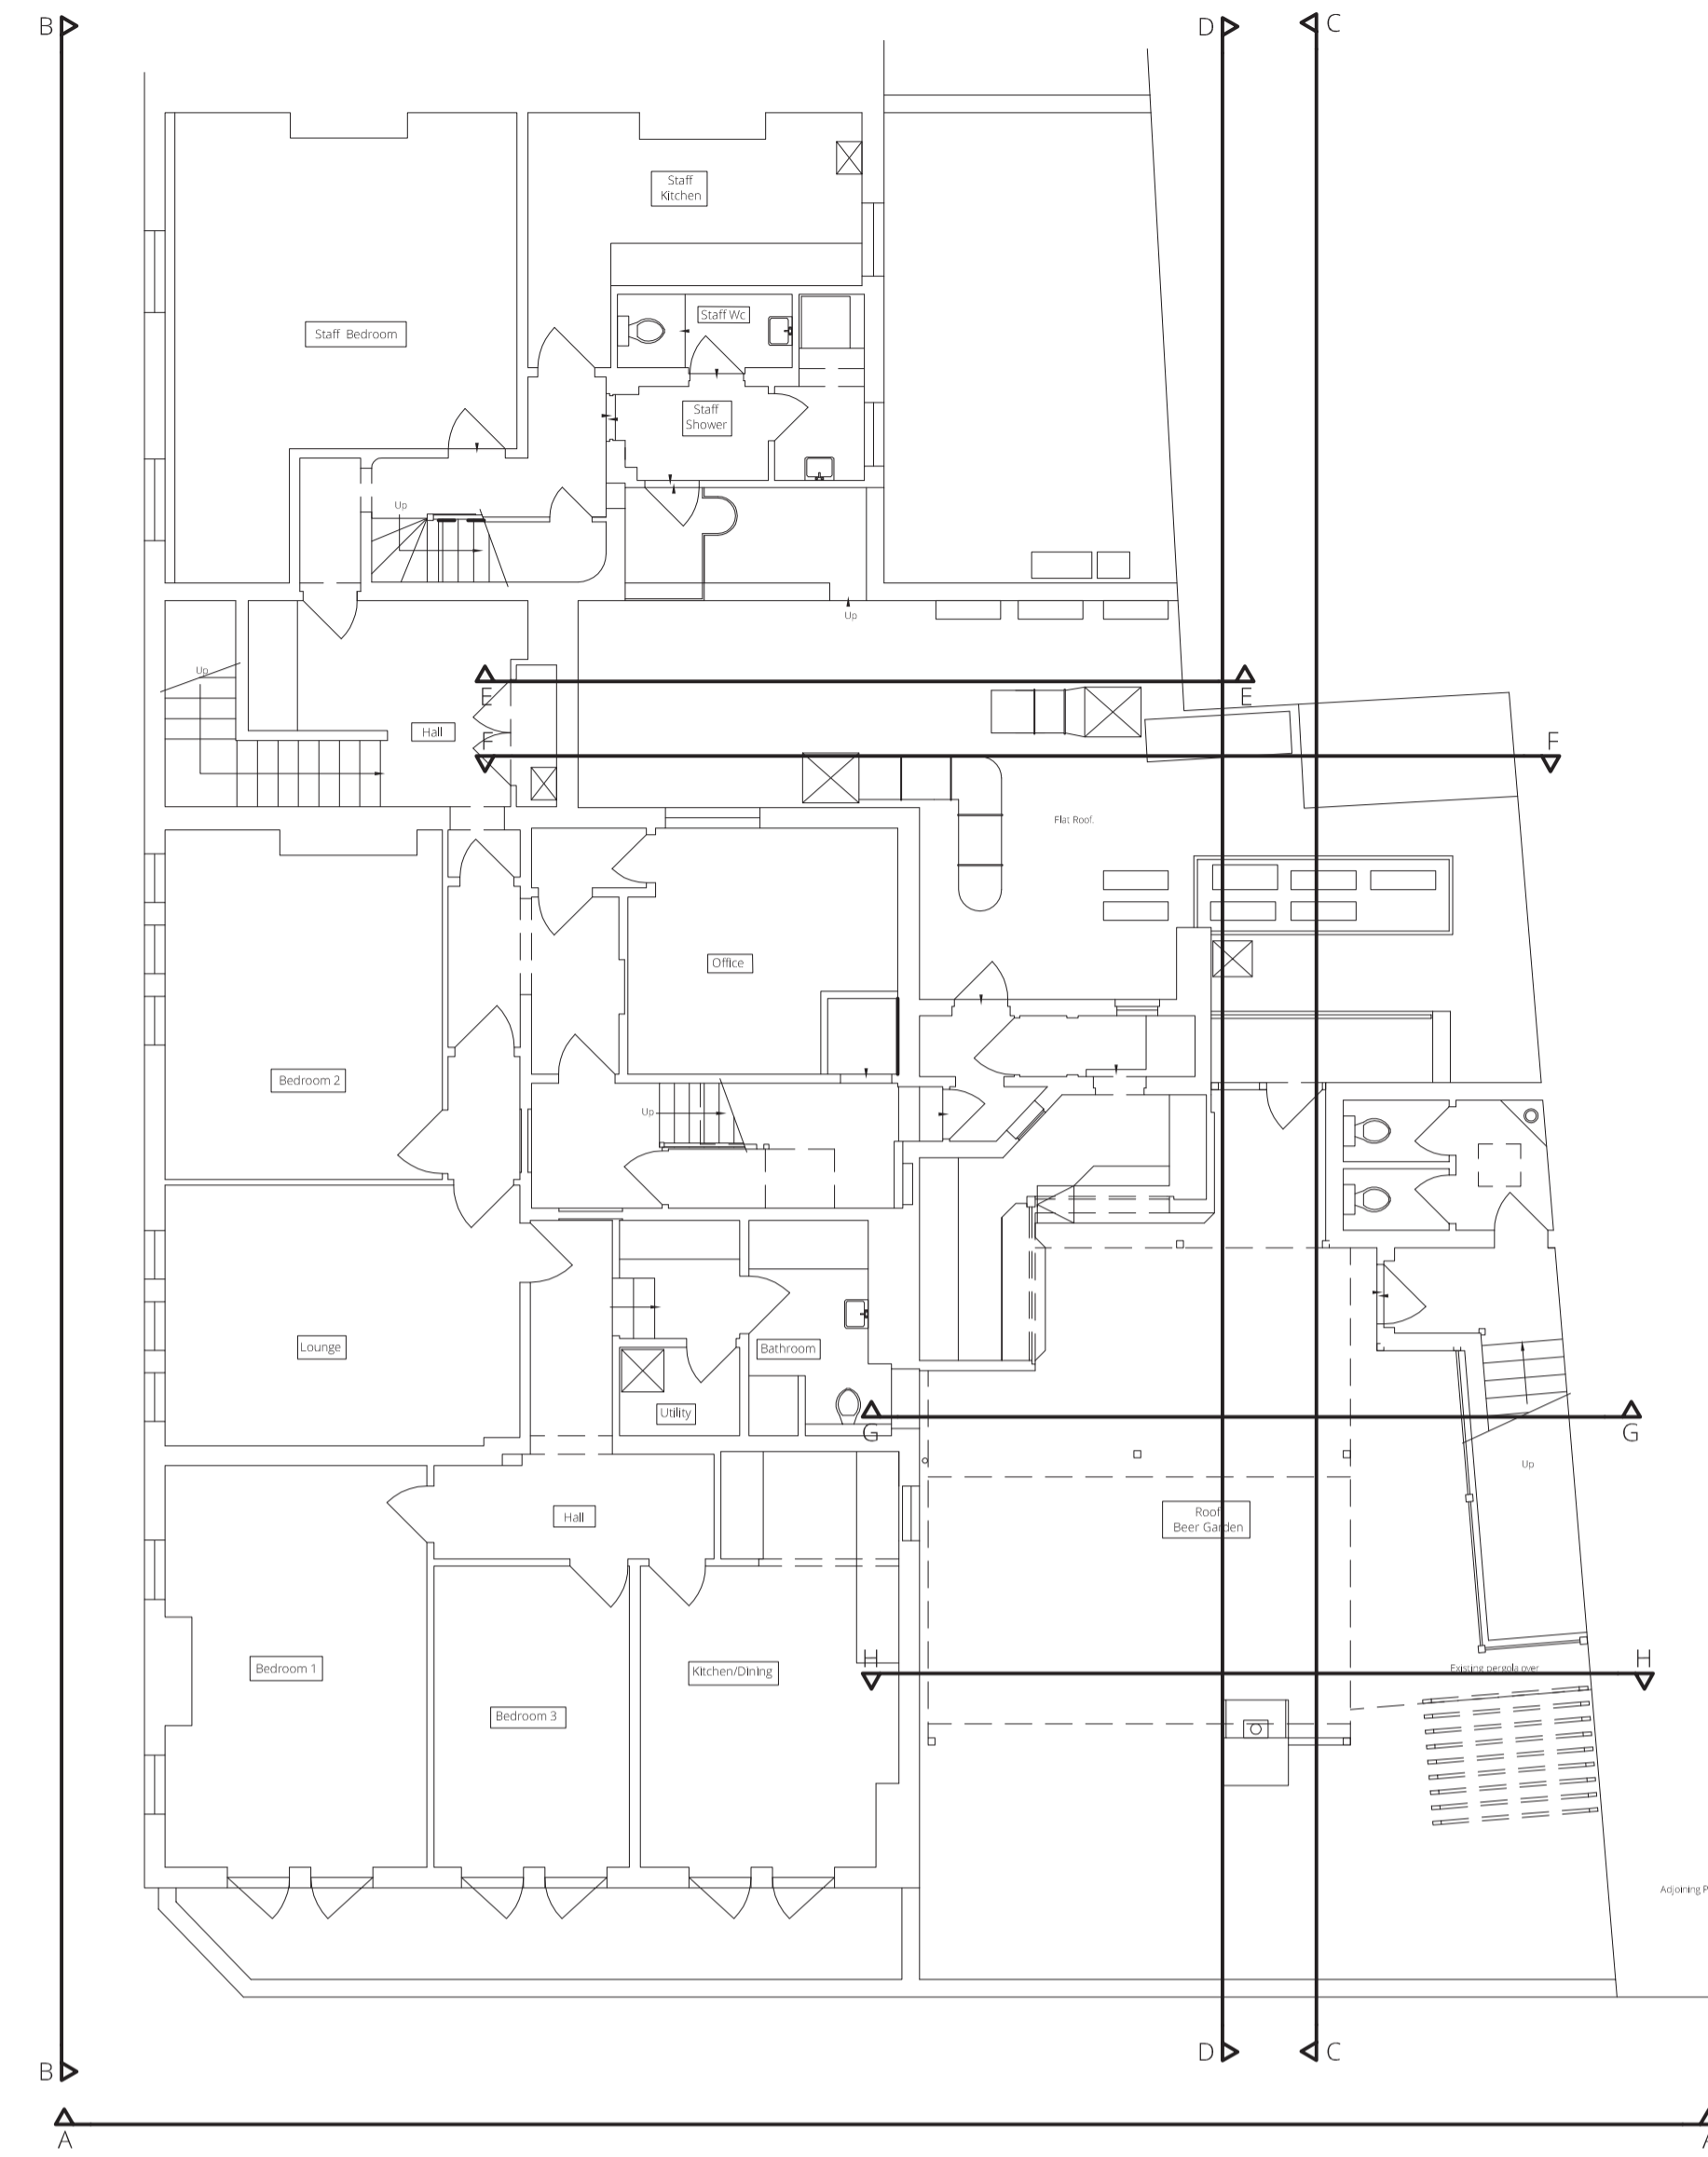 B
D
C
Staff
Kitchen
Staff Wc
Staff Bedroom
Staff
Shower
Up
Up
Up
E
E
Hall
F
F
Flat Roof.
Office
Bedroom 2
Up
Lounge
Bathroom
Utility
G
G
Up
Hall
Roof
Beer Garden
H
H
Existing pergola over
Bedroom 1
Kitchen/Dining
Bedroom 3
Adjoining P
D
C
B
A